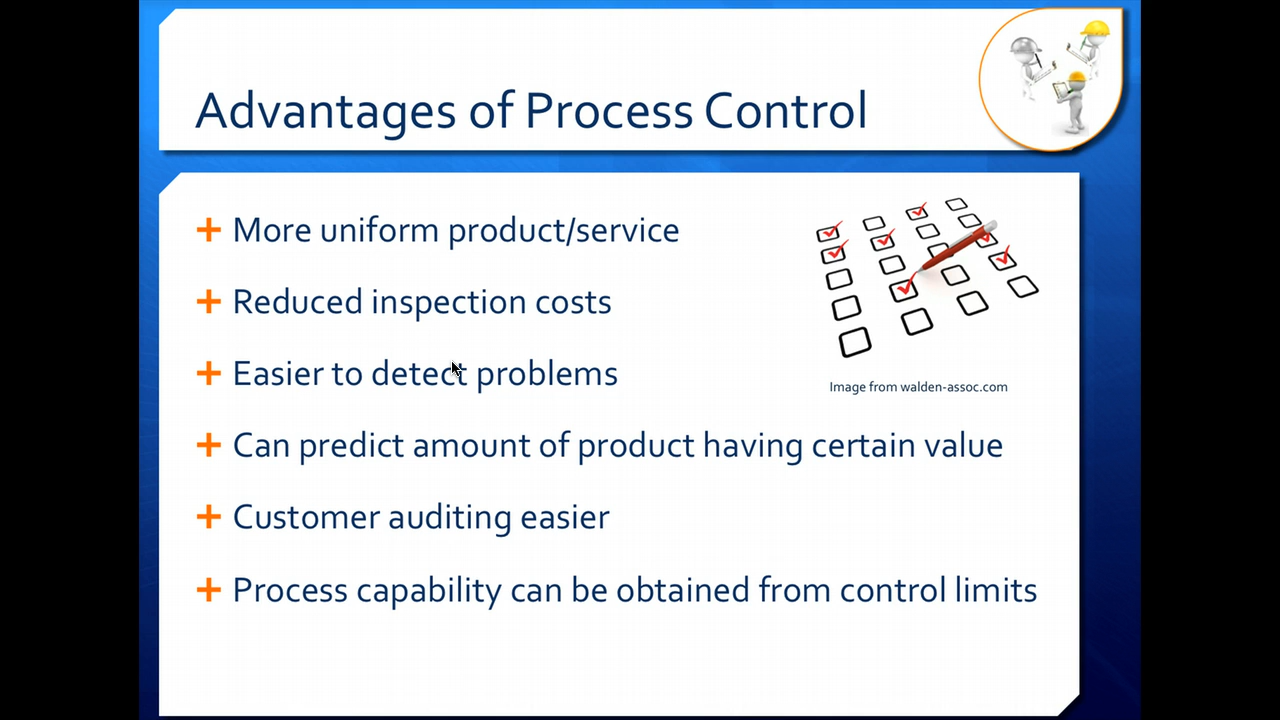 Advantages of Process Control
More uniform product/service
Reduced inspection costs
Easier to detect problems
Image from walden-assoc.com
Can predict amount of product having certain value
Customer auditing easier
Process capability can be obtained from control limits